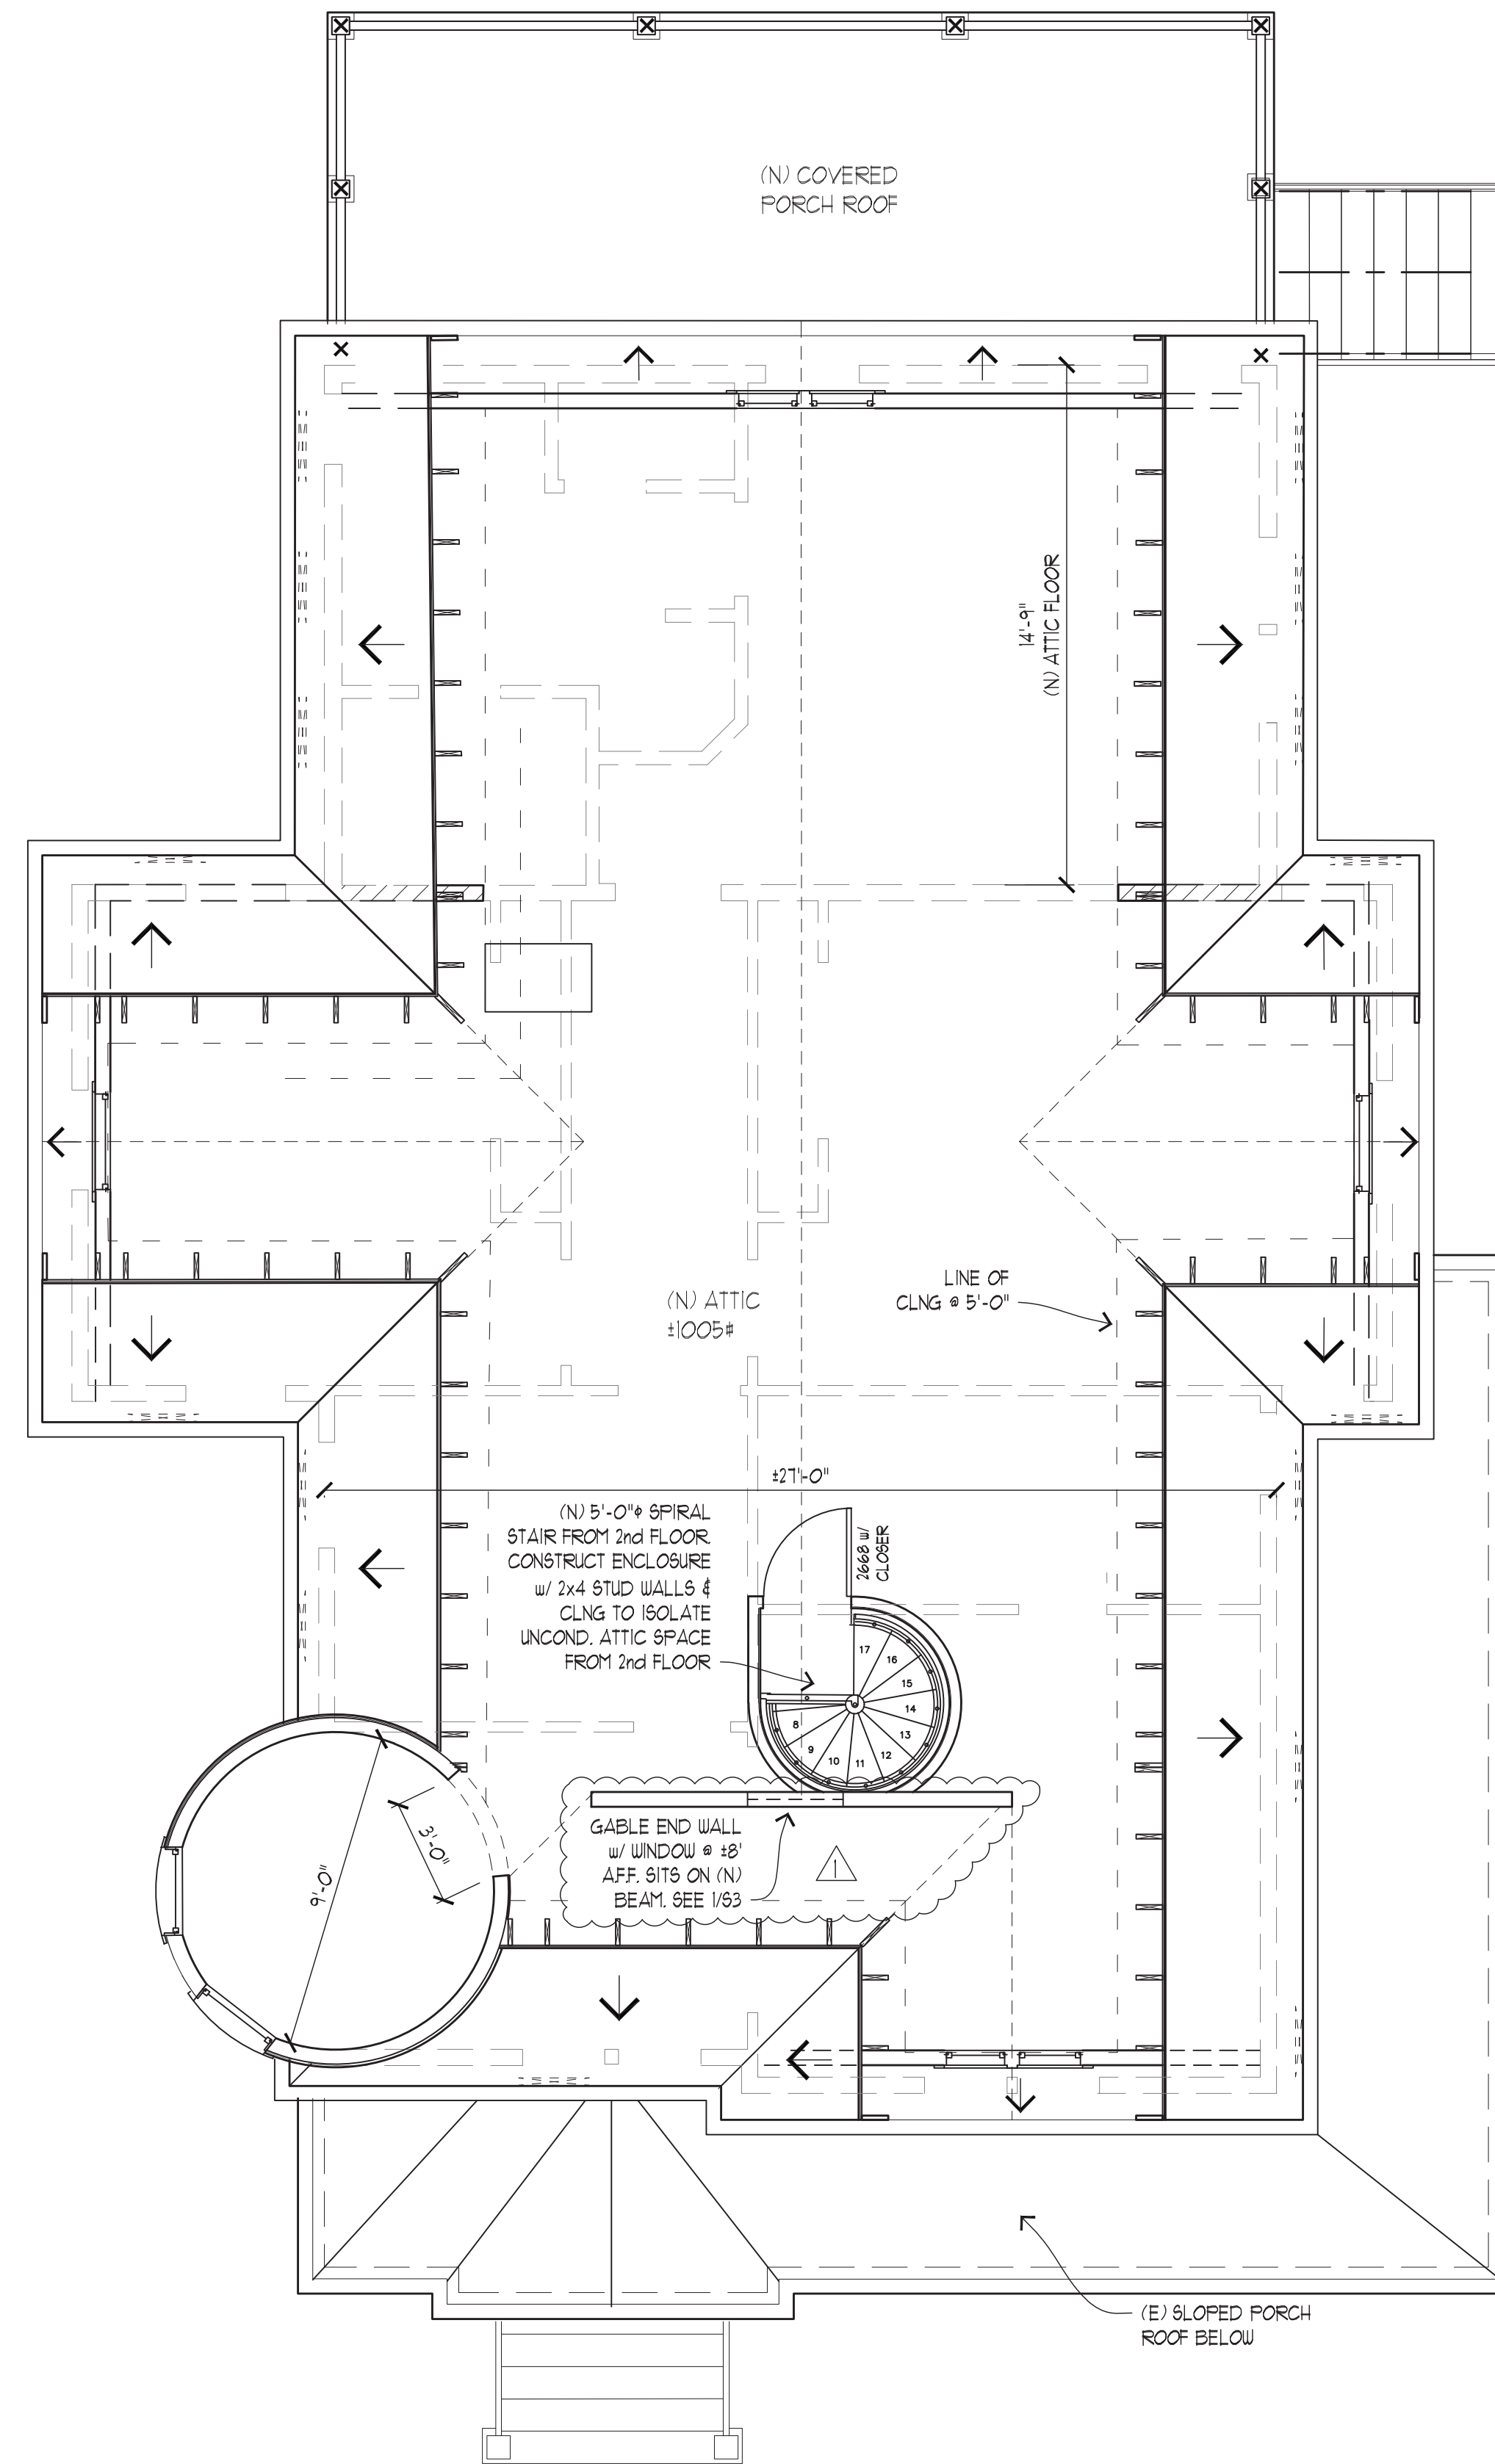 (N) COVERED
PORCH ROOF
14'-9"
(N) ATTIC FLOOR
LINE OF
CLNG @ 5'-0"
(N) ATTIC
±1005#
±27'-0"
(N) 5'-0"ϕ SPIRAL
STAIR FROM 2nd FLOOR.
CONSTRUCT ENCLOSURE
w/ 2x4 STUD WALLS &
CLNG TO ISOLATE
UNCOND. ATTIC SPACE
FROM 2nd FLOOR
2668 w/
CLOSER
17
16
15
14
13
12
11
10
9
8
GABLE END WALL
w/ WINDOW @ ±8'
A.F.F. SITS ON (N)
BEAM. SEE 1/S3
1
3'-0"
9'-0"
(E) SLOPED PORCH
ROOF BELOW